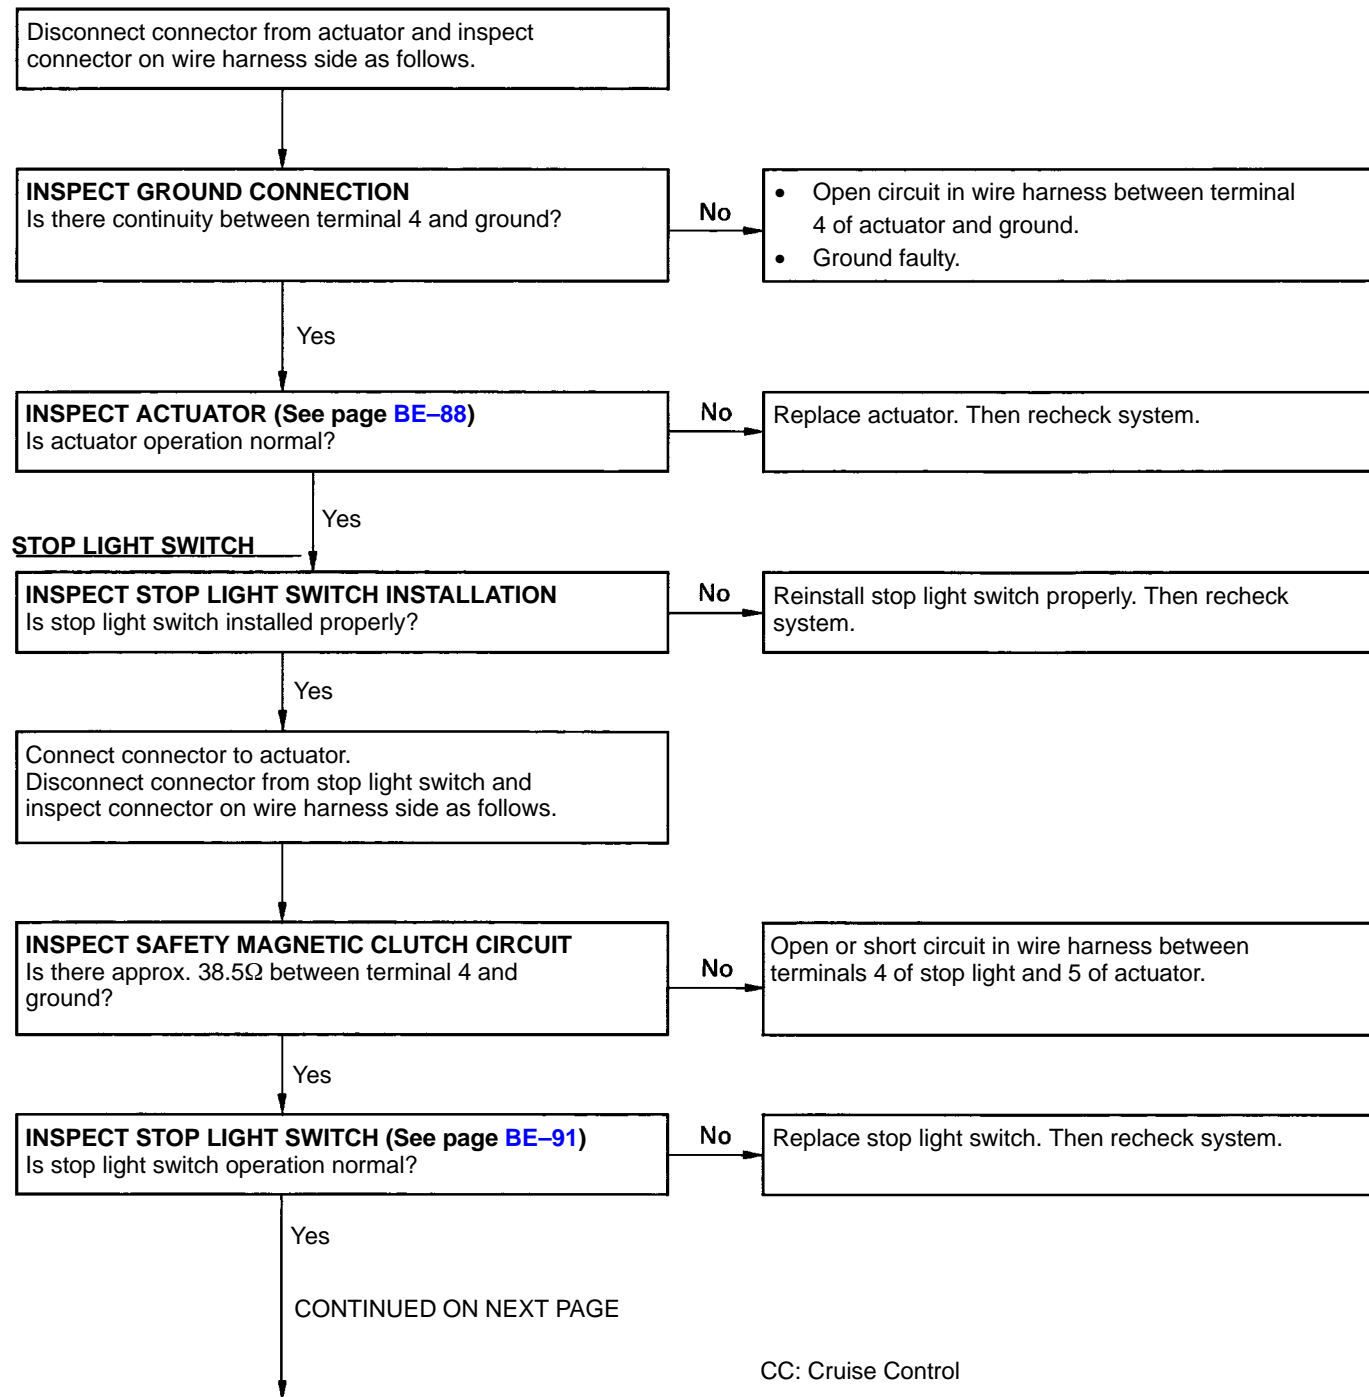 Disconnect connector from actuator and inspect
connector on wire harness side as follows.
INSPECT GROUND CONNECTION
Is there continuity between terminal 4 and ground?
No
• Open circuit in wire harness between terminal
4 of actuator and ground.
• Ground faulty.
Yes
INSPECT ACTUATOR (See page BE–88)
Is actuator operation normal?
No
Replace actuator. Then recheck system.
Yes
STOP LIGHT SWITCH
INSPECT STOP LIGHT SWITCH INSTALLATION
Is stop light switch installed properly?
No
Reinstall stop light switch properly. Then recheck
system.
Yes
Connect connector to actuator.
Disconnect connector from stop light switch and
inspect connector on wire harness side as follows.
INSPECT SAFETY MAGNETIC CLUTCH CIRCUIT
Is there approx. 38.5Ω between terminal 4 and
ground?
No
Open or short circuit in wire harness between
terminals 4 of stop light and 5 of actuator.
Yes
INSPECT STOP LIGHT SWITCH (See page BE–91)
Is stop light switch operation normal?
No
Replace stop light switch. Then recheck system.
Yes
CONTINUED ON NEXT PAGE
CC: Cruise Control